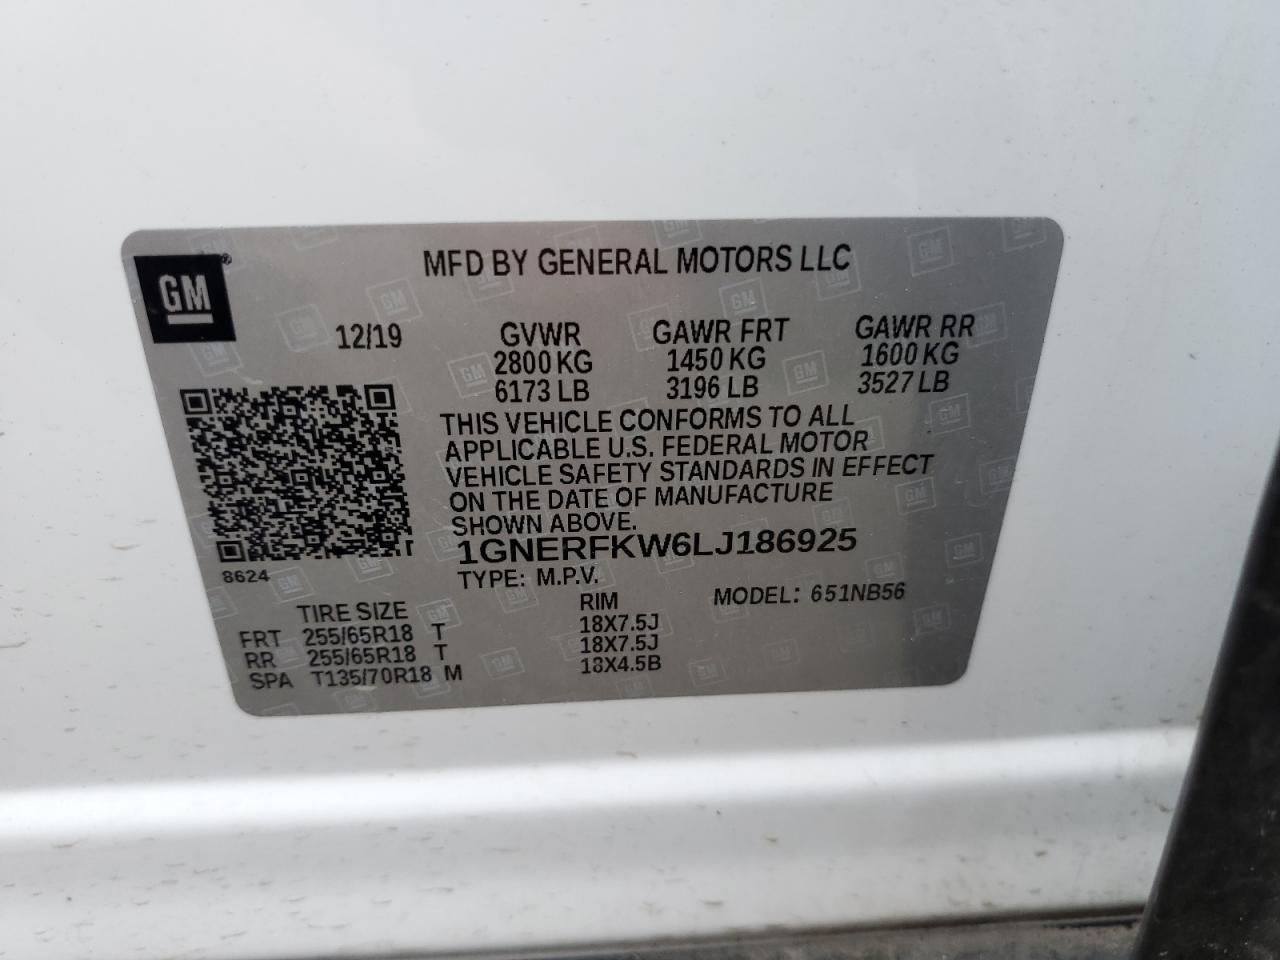 MFD BY GENERAL MOTORS LLC
GM®
12/19 GVWR GAWR FRT GAWR RR
2800 KG 1450 KG 1600 KG
6173 LB 3196 LB 3527 LB
THIS VEHICLE CONFORMS TO ALL
APPLICABLE U.S. FEDERAL MOTOR
VEHICLE SAFETY STANDARDS IN EFFECT
ON THE DATE OF MANUFACTURE
SHOWN ABOVE.
1GNERFKW6LJ186925
8624
TYPE: M.P.V.
MODEL: 651NB56
TIRE SIZE RIM
FRT 255/65R18 T 18X7.5J
RR 255/65R18 T 18X7.5J
SPA T135/70R18 M 18X4.5B